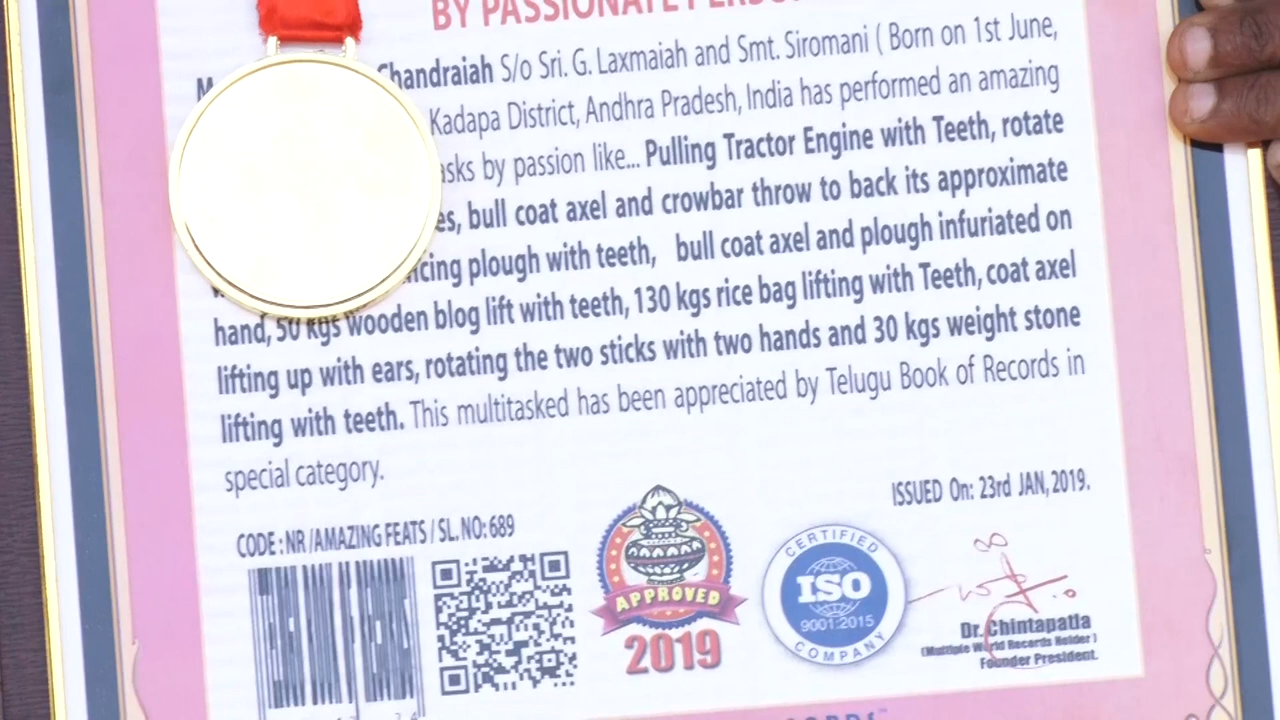 BY PASSIONATE
Chandraiah S/o Sri. G. Laxmaiah and Smt. Siromani ( Born on 1st June,
Kadapa District, Andhra Pradesh, India has performed an amazing
by passion like... Pulling Tractor Engine with Teeth, rotate
bull coat axel and crowbar throw to back its approximate
plough with teeth, bull coat axel and plough infuriated on
hand, 50 kgs wooden blog lift with teeth, 130 kgs rice bag lifting with Teeth, coat axel
lifting up with ears, rotating the two sticks with two hands and 30 kgs weight stone
lifting with teeth. This multitasked has been appreciated by Telugu Book of Records in
special category.
ISSUED On: 23rd JAN, 2019.
CODE : NR /AMAZING FEATS / SL. NO: 689
APPROVED
2019
CERTIFIED
ISO
9001:2015
COMPANY
Dr. Chintapatla
(Multiple World Records Holder )
Founder President.